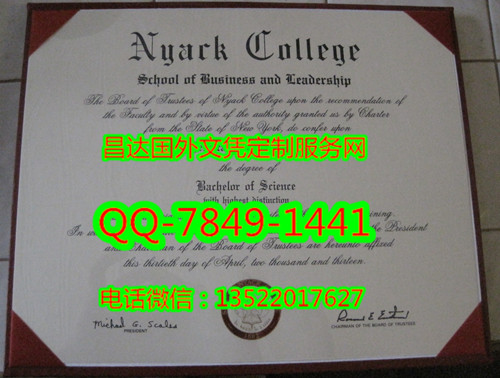 Nyack College
School of Business and Leadership
The Board of Trustees of Nyack College upon the recommendation of
the Faculty and by virtue of the authority granted as by Charter
from the State of New York, do confer upon
昌达国外文凭定制服务网
the degree of
Bachelor of Science
with highest distinction
QQ-7849-1441
the President
and of the Board of Trustees are hereunto affixed
this thirtieth day of April, two thousand and thirteen.
电话微信：13522017627
Michael G. Scales
PRESIDENT
CHAIRMAN OF THE BOARD OF TRUSTEES